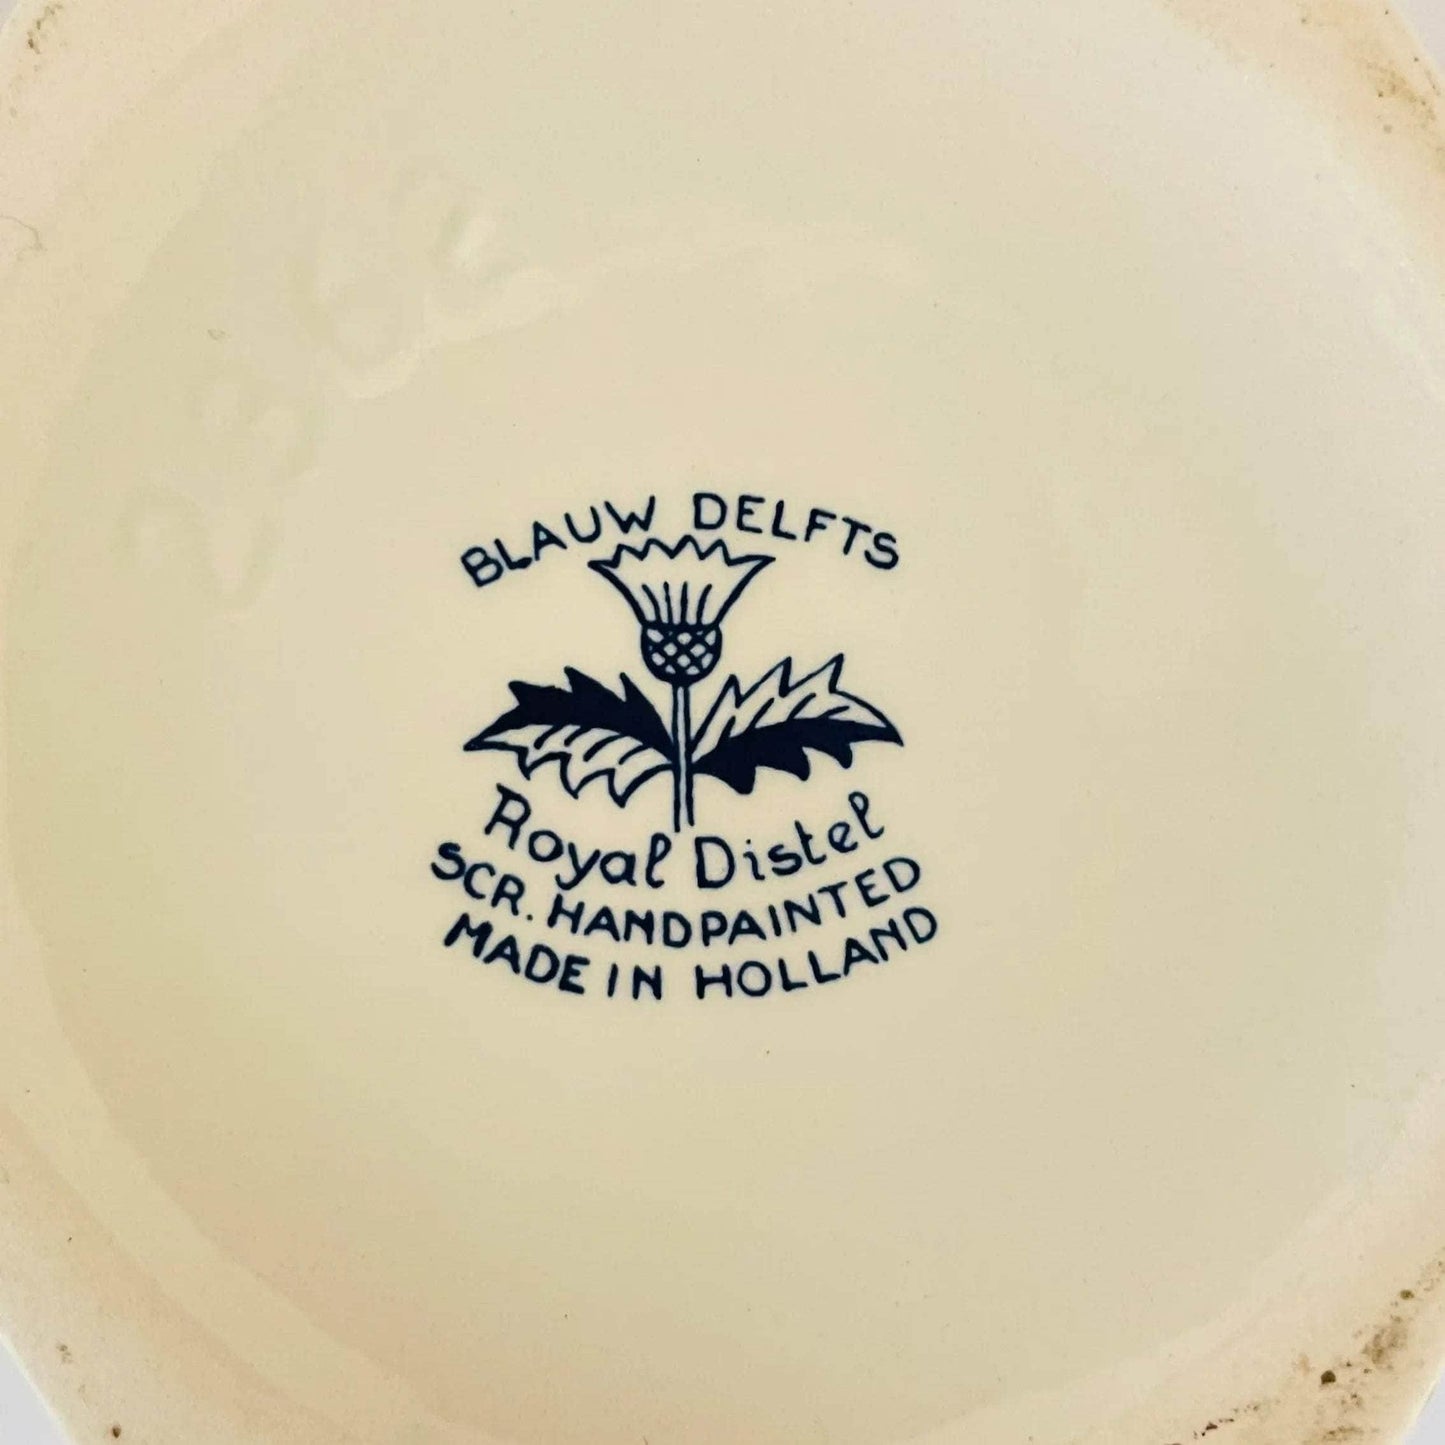 BLAUW DELFTS
Royal Distel
SCR. HANDPAINTED
MADE IN HOLLAND